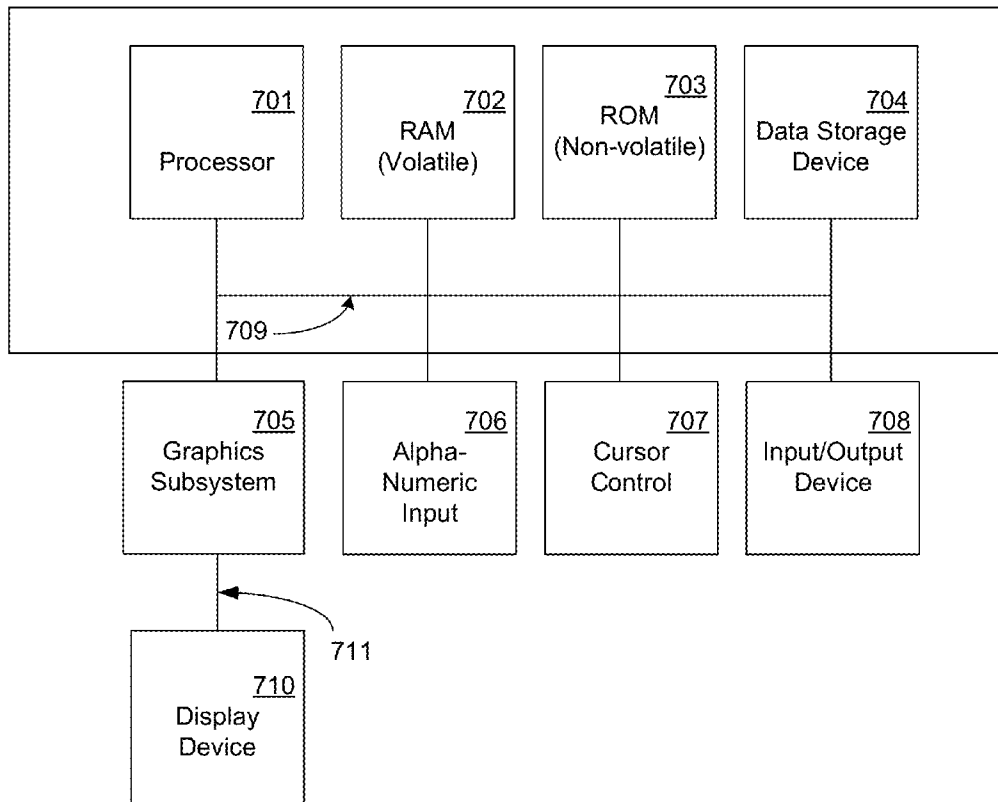 701
Processor
702
RAM
(Volatile)
703
ROM
(Non-volatile)
704
Data Storage
Device
709
705
Graphics
Subsystem
706
Alpha-
Numeric
Input
707
Cursor
Control
708
Input/Output
Device
711
710
Display
Device